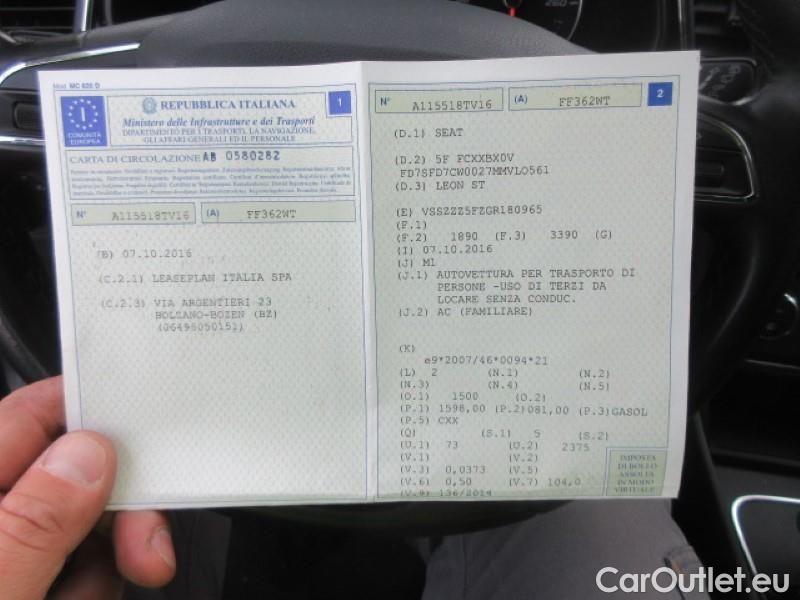 Mod. MC 820 D
I
COMUNITÀ
EUROPEA
REPUBBLICA ITALIANA
1
Ministero delle Infrastrutture e dei Trasporti
DIPARTIMENTO PER I TRASPORTI, LA NAVIGAZIONE,
GLI AFFARI GENERALI ED IL PERSONALE
CARTA DI CIRCOLAZIONE AB 0580282
N° A115518TV16 (A) FF362WT
(B) 07.10.2016
(C.2.1) LEASEPLAN ITALIA SPA
(C.2.3) VIA ARGENTIERI 23
BOLZANO-BOZEN (BZ)
(06496050151)
N° A115518TV16 (A) FF362WT
2
(D.1) SEAT
(D.2) 5F FCXXBX0V
FD7SFD7CW0027MMVLO561
(D.3) LEON ST
(E) VSSZZZ5FZGR180965
(F.1)
(F.2) 1890 (F.3) 3390 (G)
(I) 07.10.2016
(J) M1
(J.1) AUTOVETTURA PER TRASPORTO DI
PERSONE -USO DI TERZI DA
LOCARE SENZA CONDUC.
(J.2) AC (FAMILIARE)
(K)
e9*2007/46*0094*21
(L) 2 (N.1) (N.2)
(N.3) (N.4) (N.5)
(O.1) 1500 (O.2)
(P.1) 1598,00 (P.2)081,00 (P.3)GASOL
(P.5) CXX
(Q) (S.1) 5 (S.2)
(U.1) 73 (U.2) 2375
(V.1) (V.2)
(V.3) 0,0373 (V.5)
(V.6) 0,50 (V.7) 104,0
(V.9) 136/2014
IMPOSTA
DI BOLLO
ASSOLTA
IN MODO
VIRTUALE
260
CarOutlet.eu